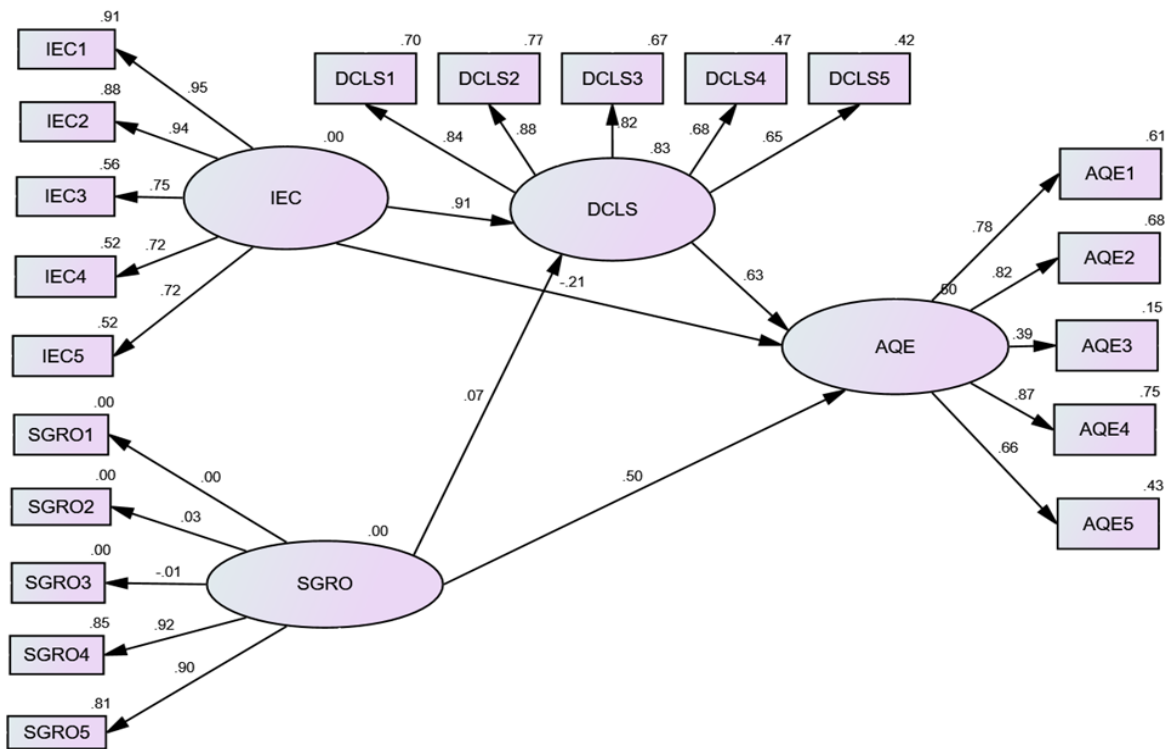 .91
IEC1
.95
.88
IEC2
.94
.56
IEC3
.75
.52
IEC4
.72
.52
IEC5
.72
.00
IEC
.70
DCLS1
.84
.77
DCLS2
.88
.67
DCLS3
.82
.47
DCLS4
.68
.42
DCLS5
.65
.83
DCLS
.91
-.21
.63
.07
.50
.61
AQE1
.78
.68
AQE2
.82
.50
AQE
.15
AQE3
.39
.75
AQE4
.87
.43
AQE5
.66
.00
SGRO1
.00
.00
SGRO2
.03
.00
SGRO3
-.01
.85
SGRO4
.92
.81
SGRO5
.90
.00
SGRO